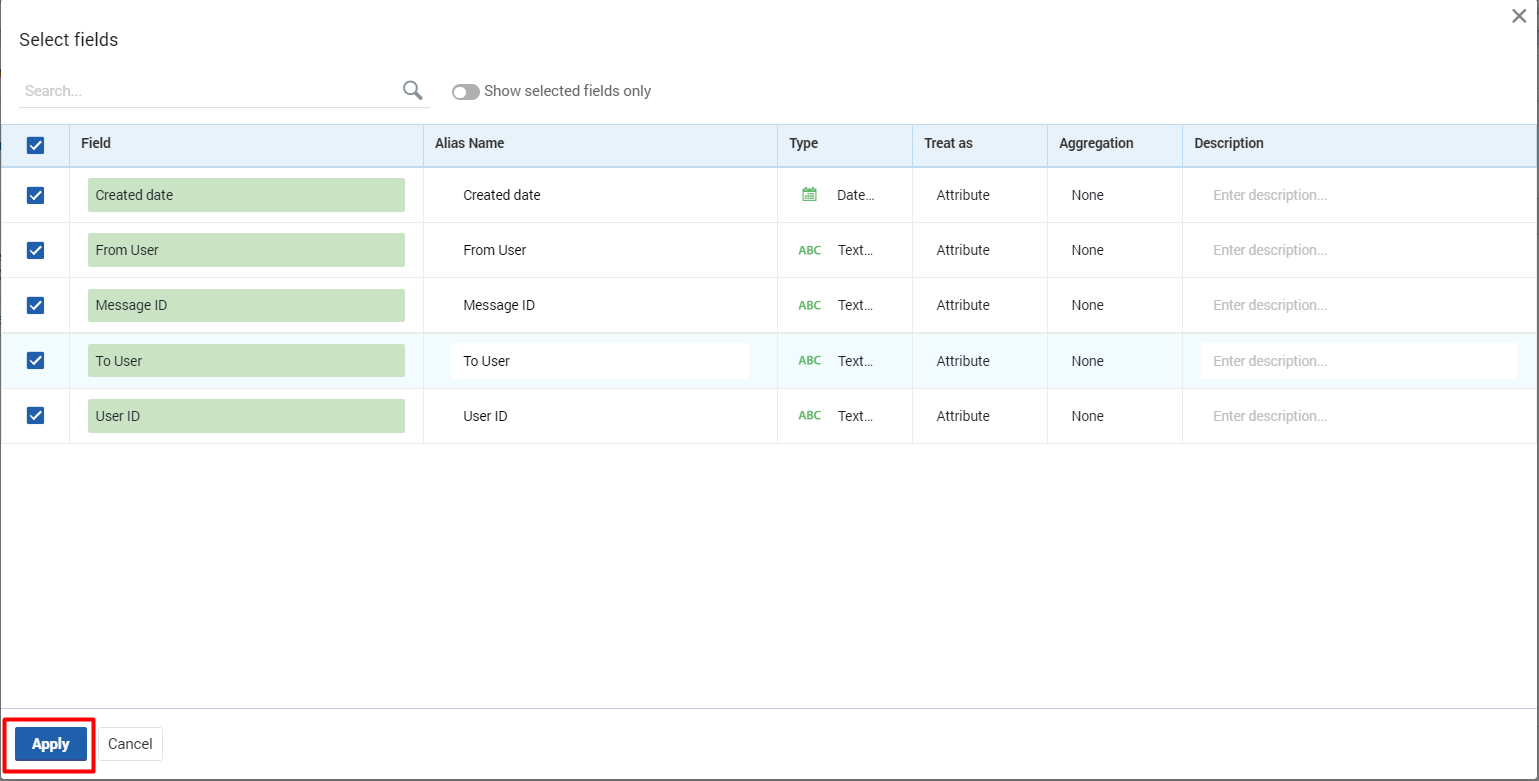 Select fields
Search... Show selected fields only
Field Alias Name Type Treat as Aggregation Description
Created date Created date Date... Attribute None Enter description...
From User From User ABC Text... Attribute None Enter description...
Message ID Message ID ABC Text... Attribute None Enter description...
To User To User ABC Text... Attribute None Enter description...
User ID User ID ABC Text... Attribute None Enter description...
Apply Cancel